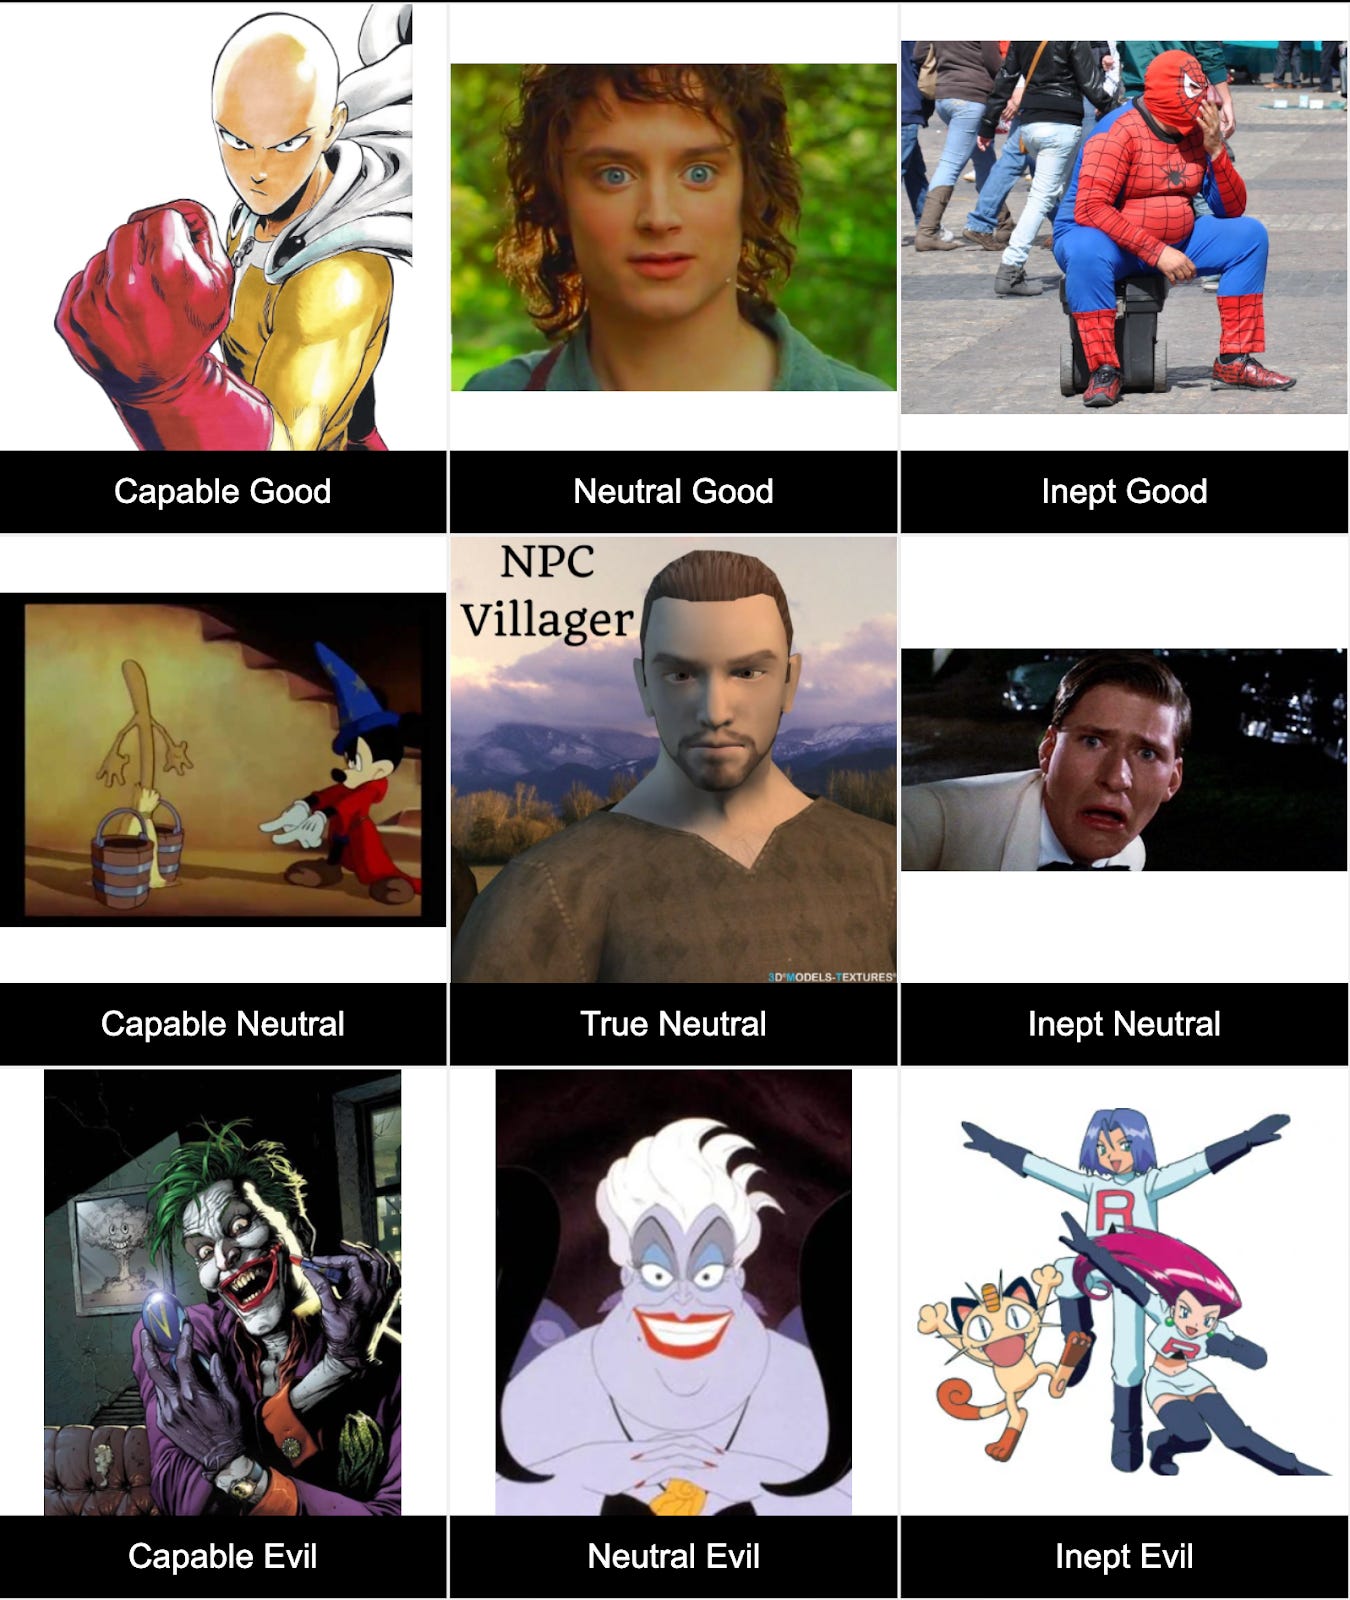 Capable Good
Neutral Good
Inept Good
NPC
Villager
3D MODELS-TEXTURES
Capable Neutral
True Neutral
Inept Neutral
V
R
R
Capable Evil
Neutral Evil
Inept Evil